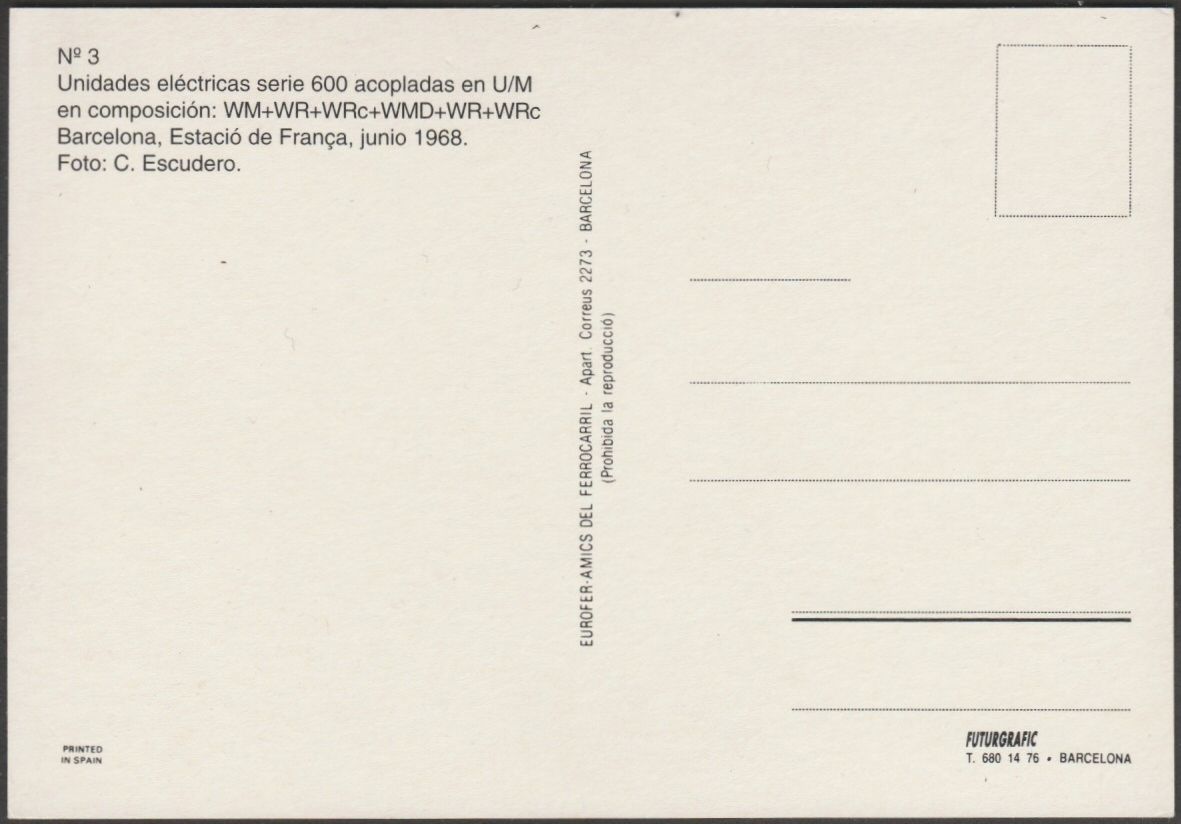 Nº 3
Unidades eléctricas serie 600 acopladas en U/M
en composición: WM+WR+WRc+WMD+WR+WRc
Barcelona, Estació de França, junio 1968.
Foto: C. Escudero.
EUROFER-AMICS DEL FERROCARRIL - Apart. Correus 2273 - BARCELONA
(Prohibida la reproducció)
PRINTED
IN SPAIN
FUTURGRAFIC
T. 680 14 76 • BARCELONA